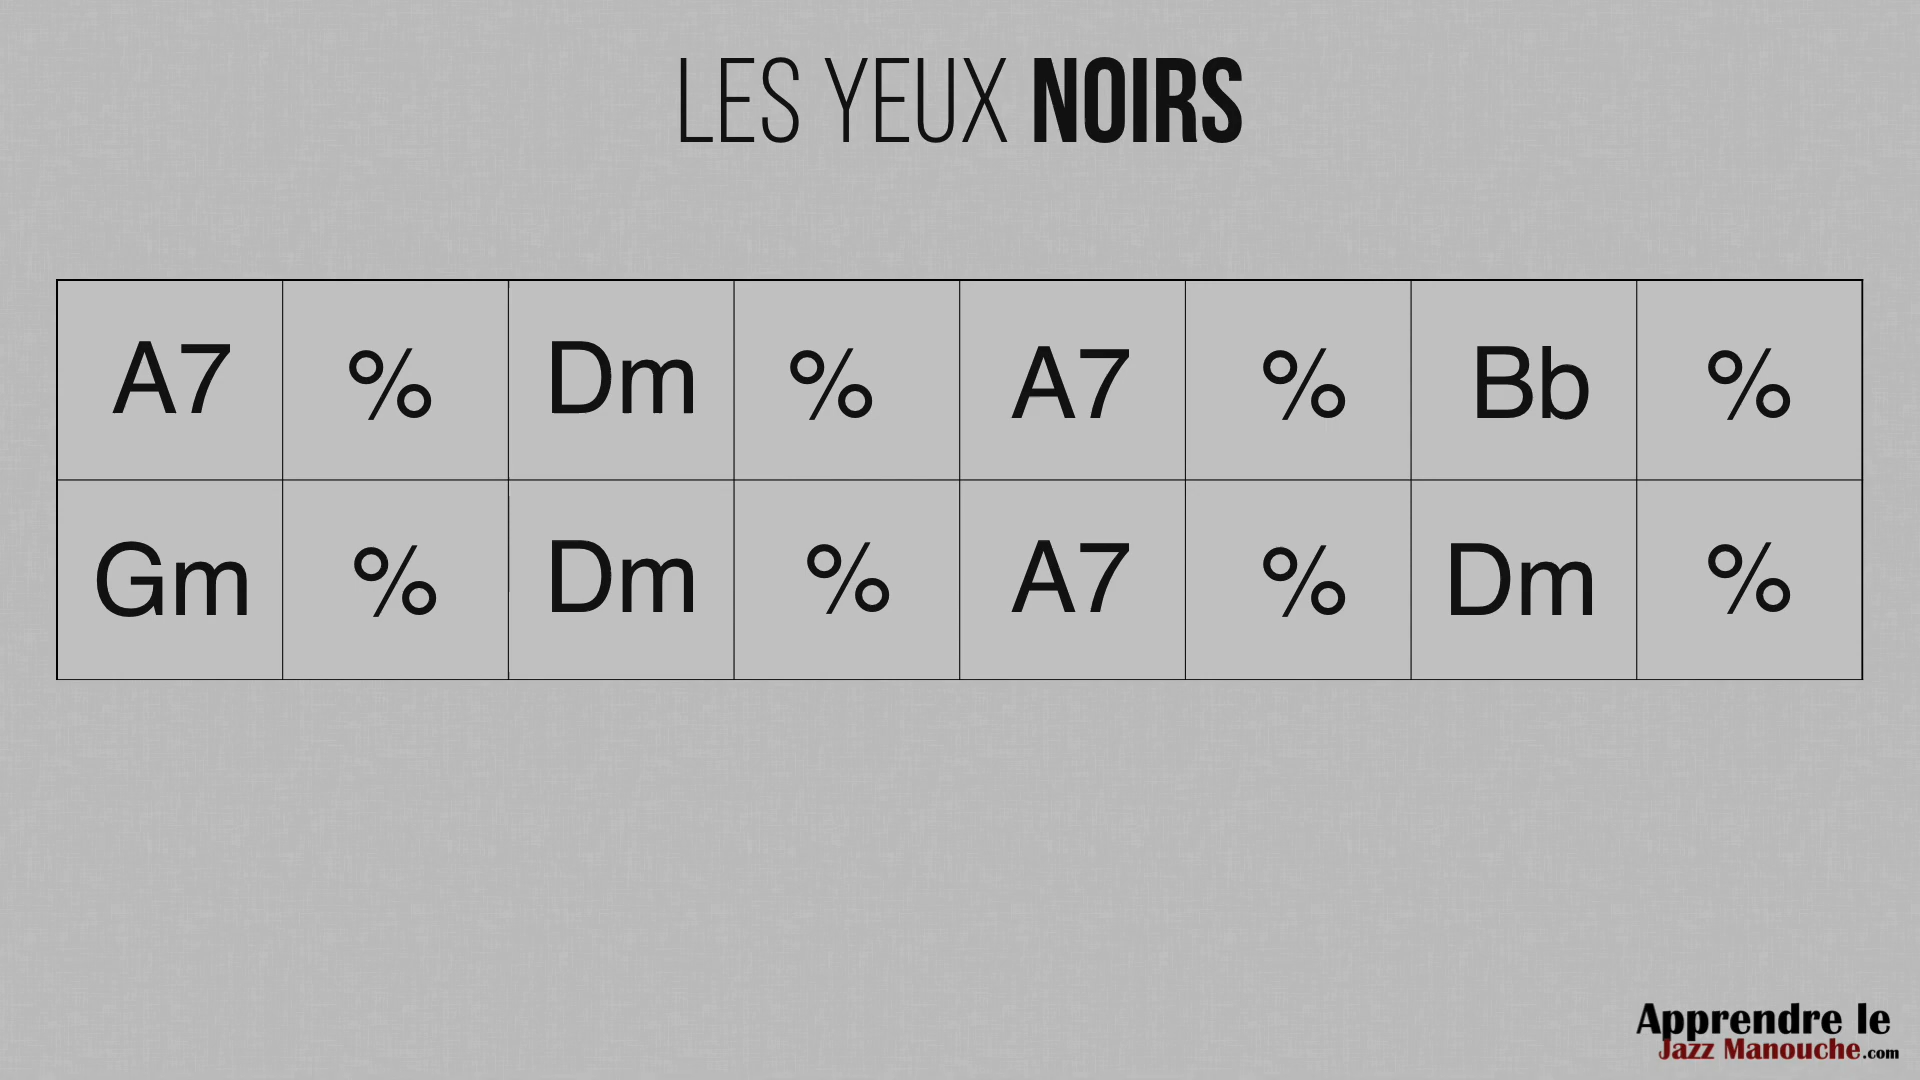 LES YEUX NOIRS
A7 % Dm % A7 % Bb %
Gm % Dm % A7 % Dm %
Apprendre le
Jazz Manouche.com